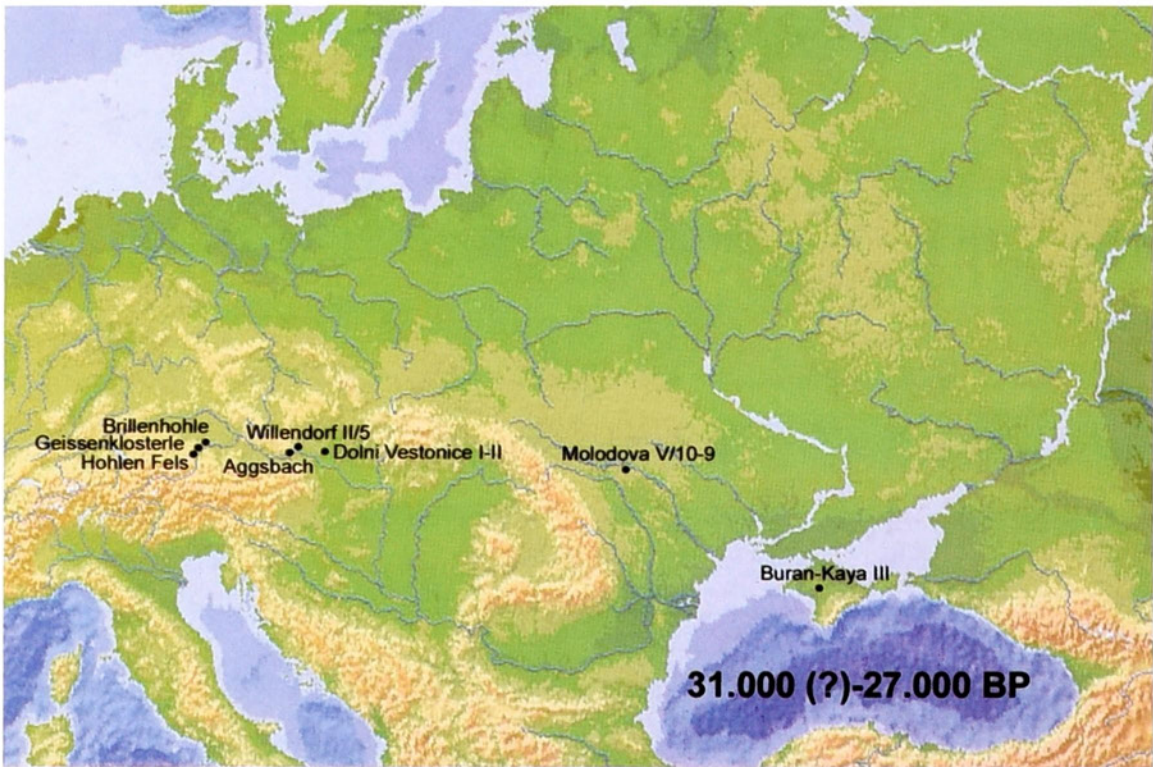 Brillenhohle
Geissenklosterle
Hohlen Fels
Willendorf II/5
Aggsbach
Dolni Vestonice I-II
Molodova V/10-9
Buran-Kaya III
31.000 (?)-27.000 BP